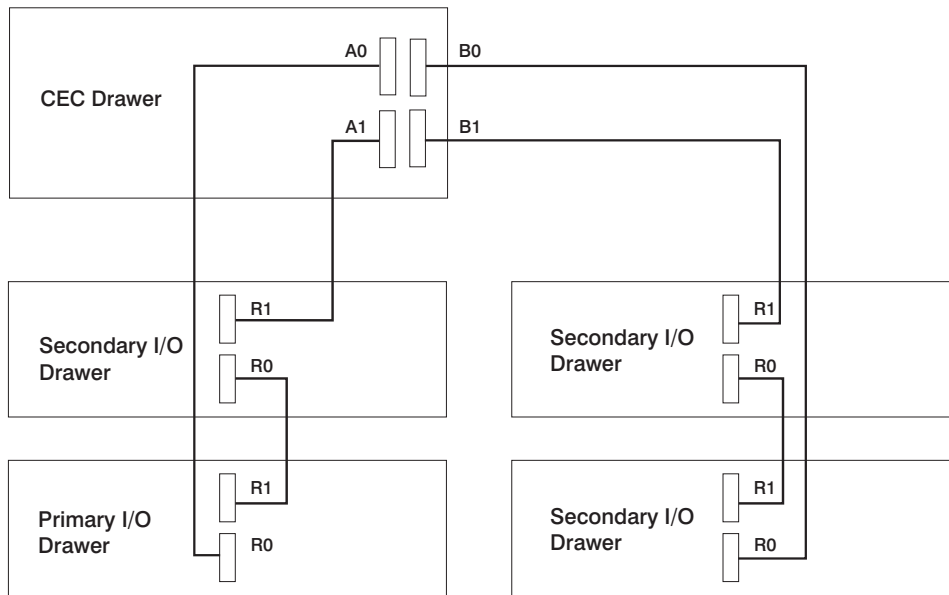 A0
B0
CEC Drawer
A1
B1
R1
Secondary I/O
Drawer
R0
R1
Secondary I/O
Drawer
R0
R1
Primary I/O
Drawer
R0
R1
Secondary I/O
Drawer
R0